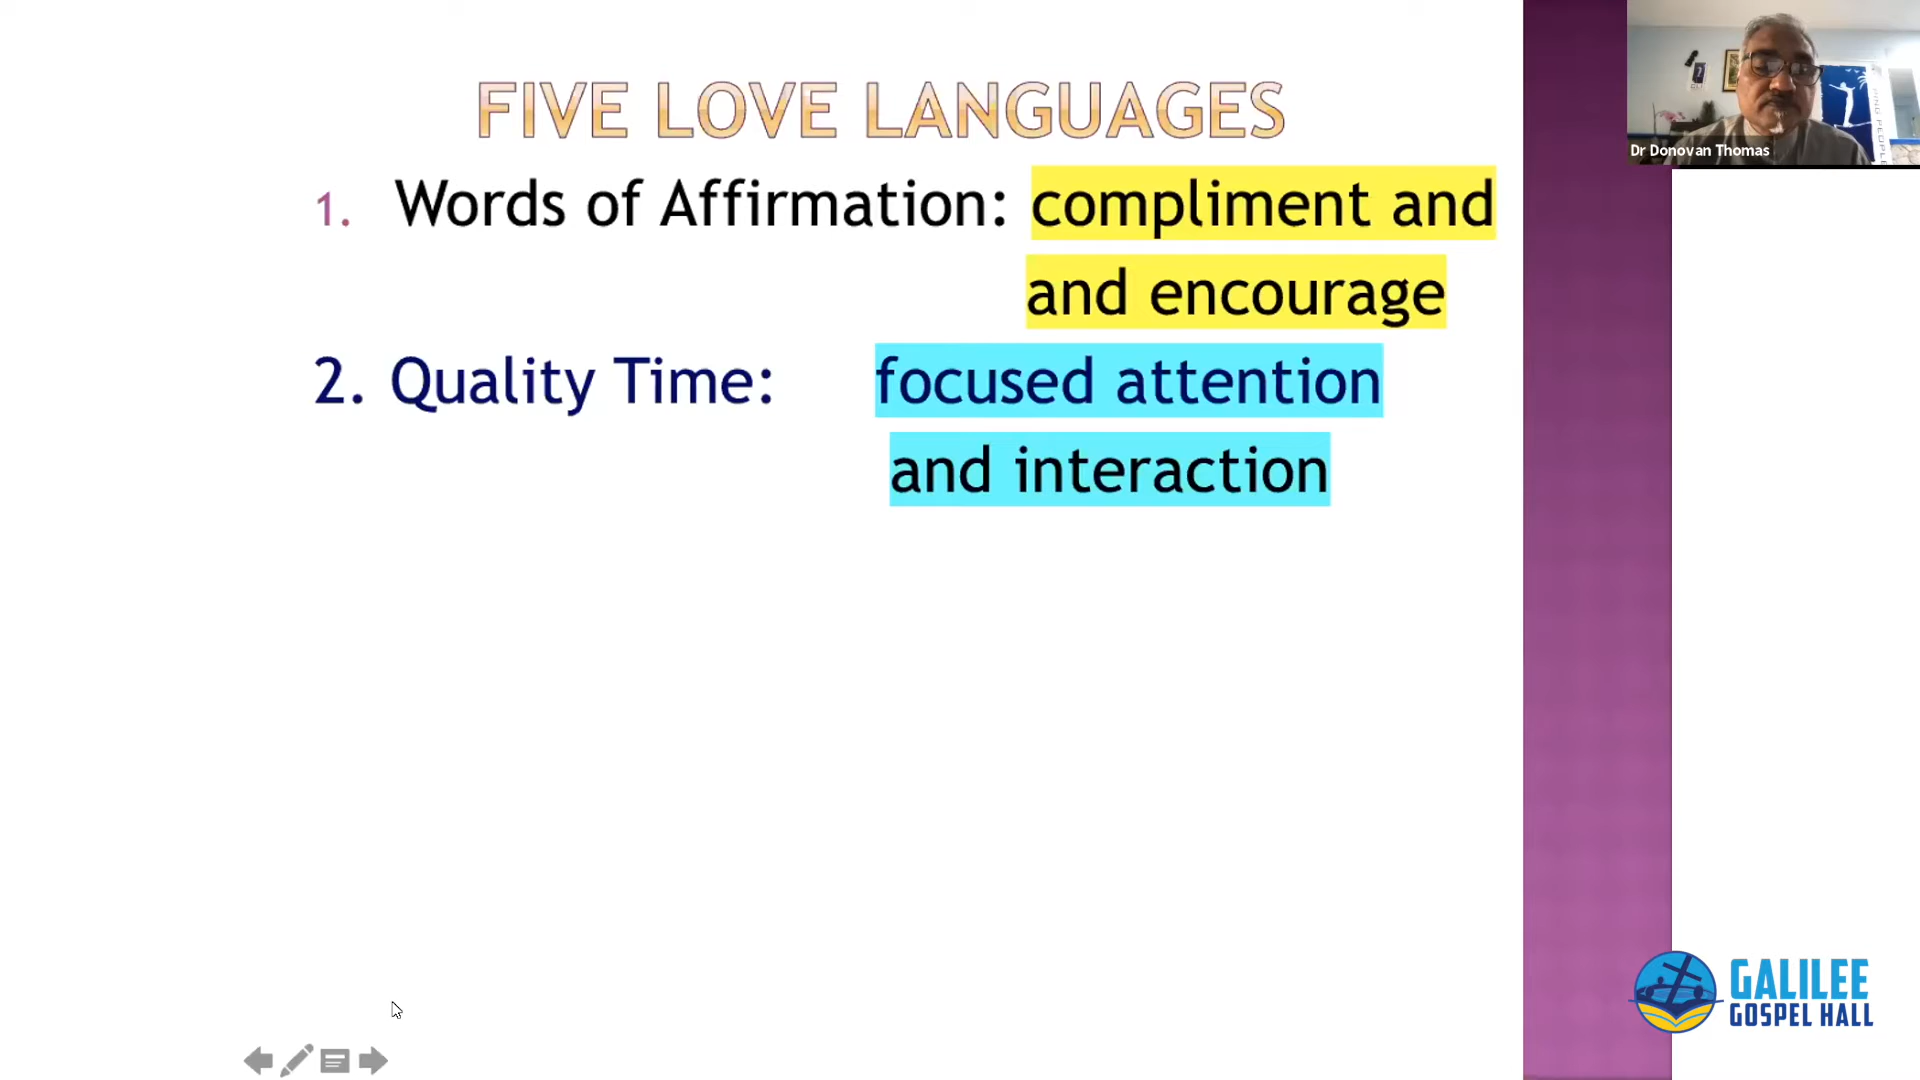 FIVE LOVE LANGUAGES
1. Words of Affirmation: compliment and
and encourage
2. Quality Time: focused attention
and interaction
Dr Donovan Thomas
GALILEE
GOSPEL HALL